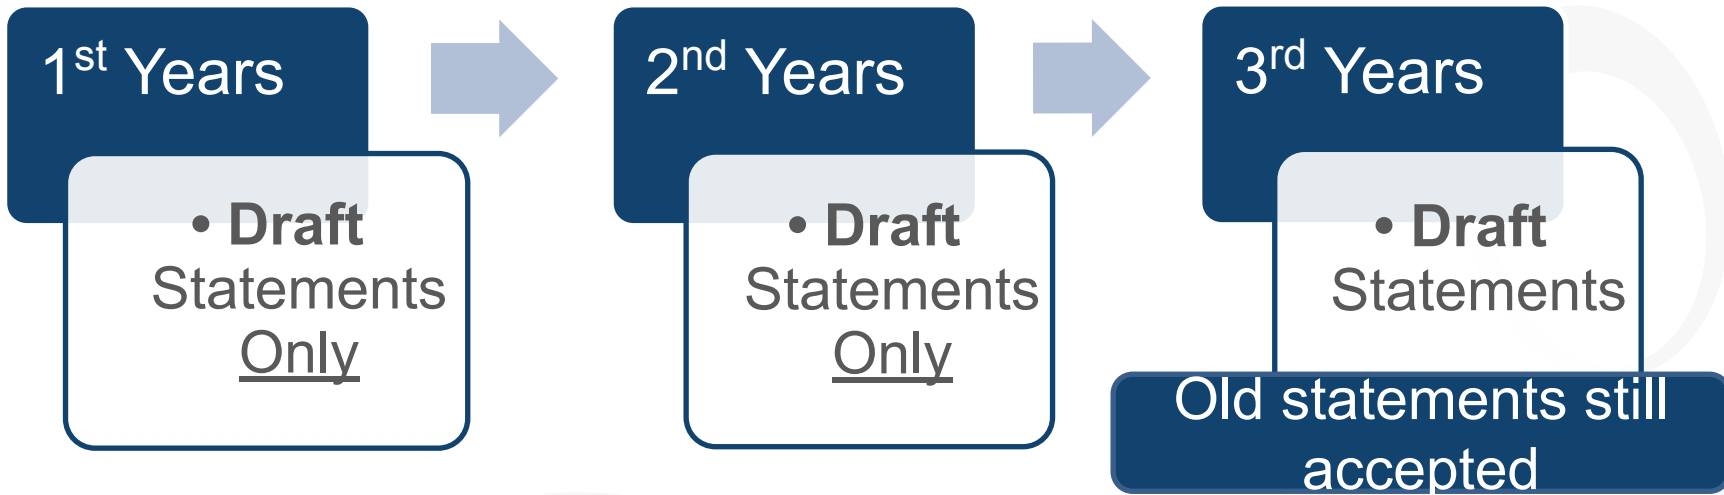 1st Years
• Draft
Statements
Only
2nd Years
• Draft
Statements
Only
3rd Years
• Draft
Statements
Old statements still
accepted